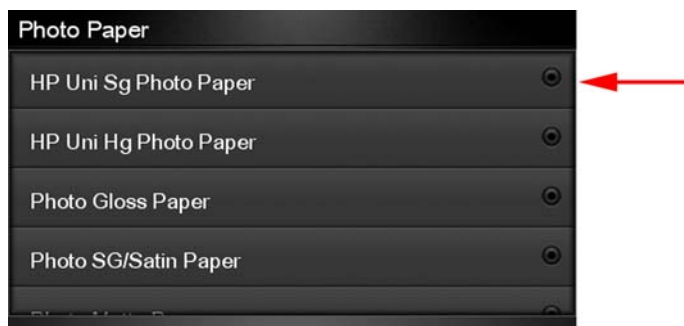 Photo Paper
HP Uni Sg Photo Paper
HP Uni Hg Photo Paper
Photo Gloss Paper
Photo SG/Satin Paper